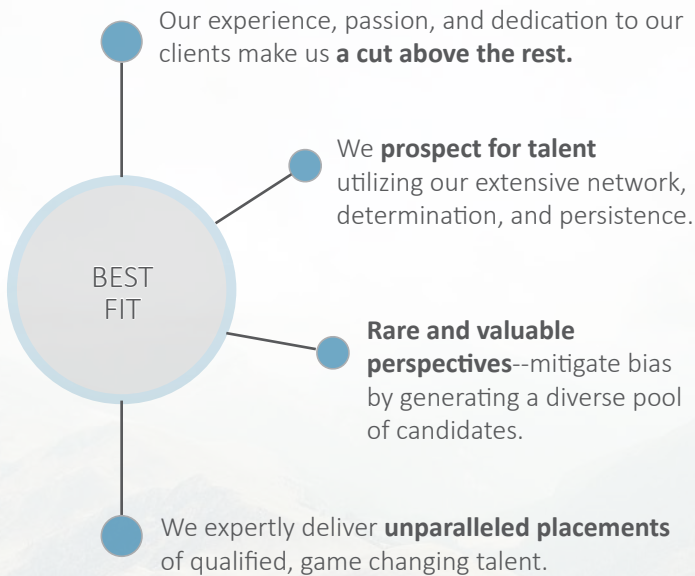 Our experience, passion, and dedication to our
clients make us a cut above the rest.
We prospect for talent
utilizing our extensive network,
determination, and persistence.
BEST
FIT
Rare and valuable
perspectives--mitigate bias
by generating a diverse pool
of candidates.
We expertly deliver unparalleled placements
of qualified, game changing talent.